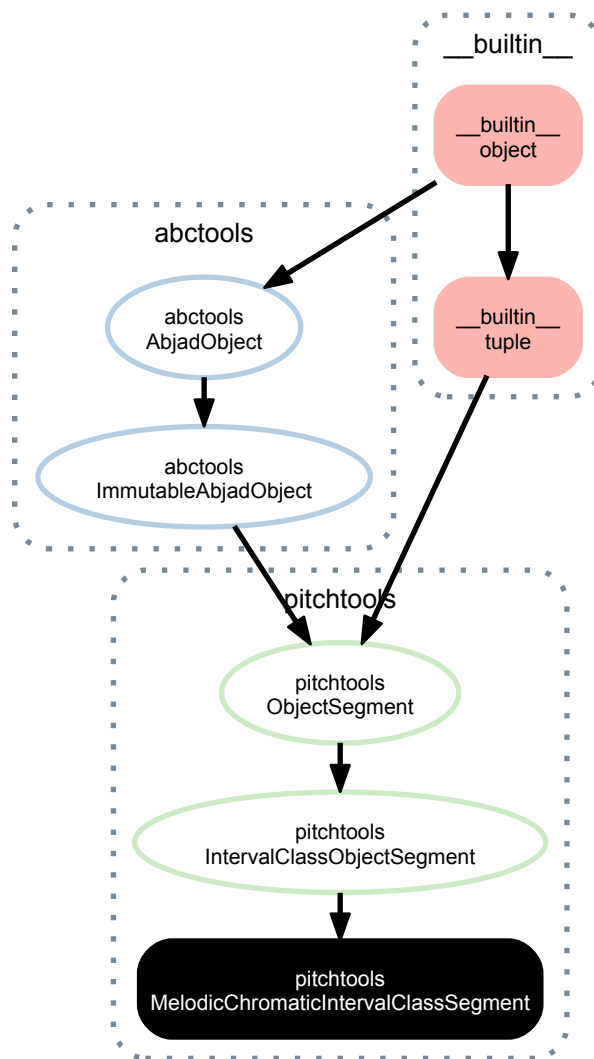 __builtin__
__builtin__
object
abctools
abctools
AbjadObject
__builtin__
tuple
abctools
ImmutableAbjadObject
pitchtools
pitchtools
ObjectSegment
pitchtools
IntervalClassObjectSegment
pitchtools
MelodicChromaticIntervalClassSegment